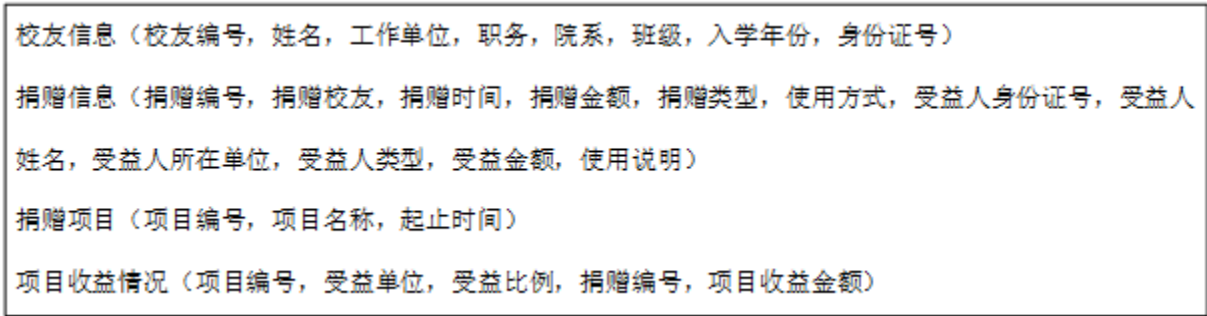 校友信息（校友编号，姓名，工作单位，职务，院系，班级，入学年份，身份证号）
捐赠信息（捐赠编号，捐赠校友，捐赠时间，捐赠金额，捐赠类型，使用方式，受益人身份证号，受益人
姓名，受益人所在单位，受益人类型，受益金额，使用说明）
捐赠项目（项目编号，项目名称，起止时间）
项目收益情况（项目编号，受益单位，受益比例，捐赠编号，项目收益金额）